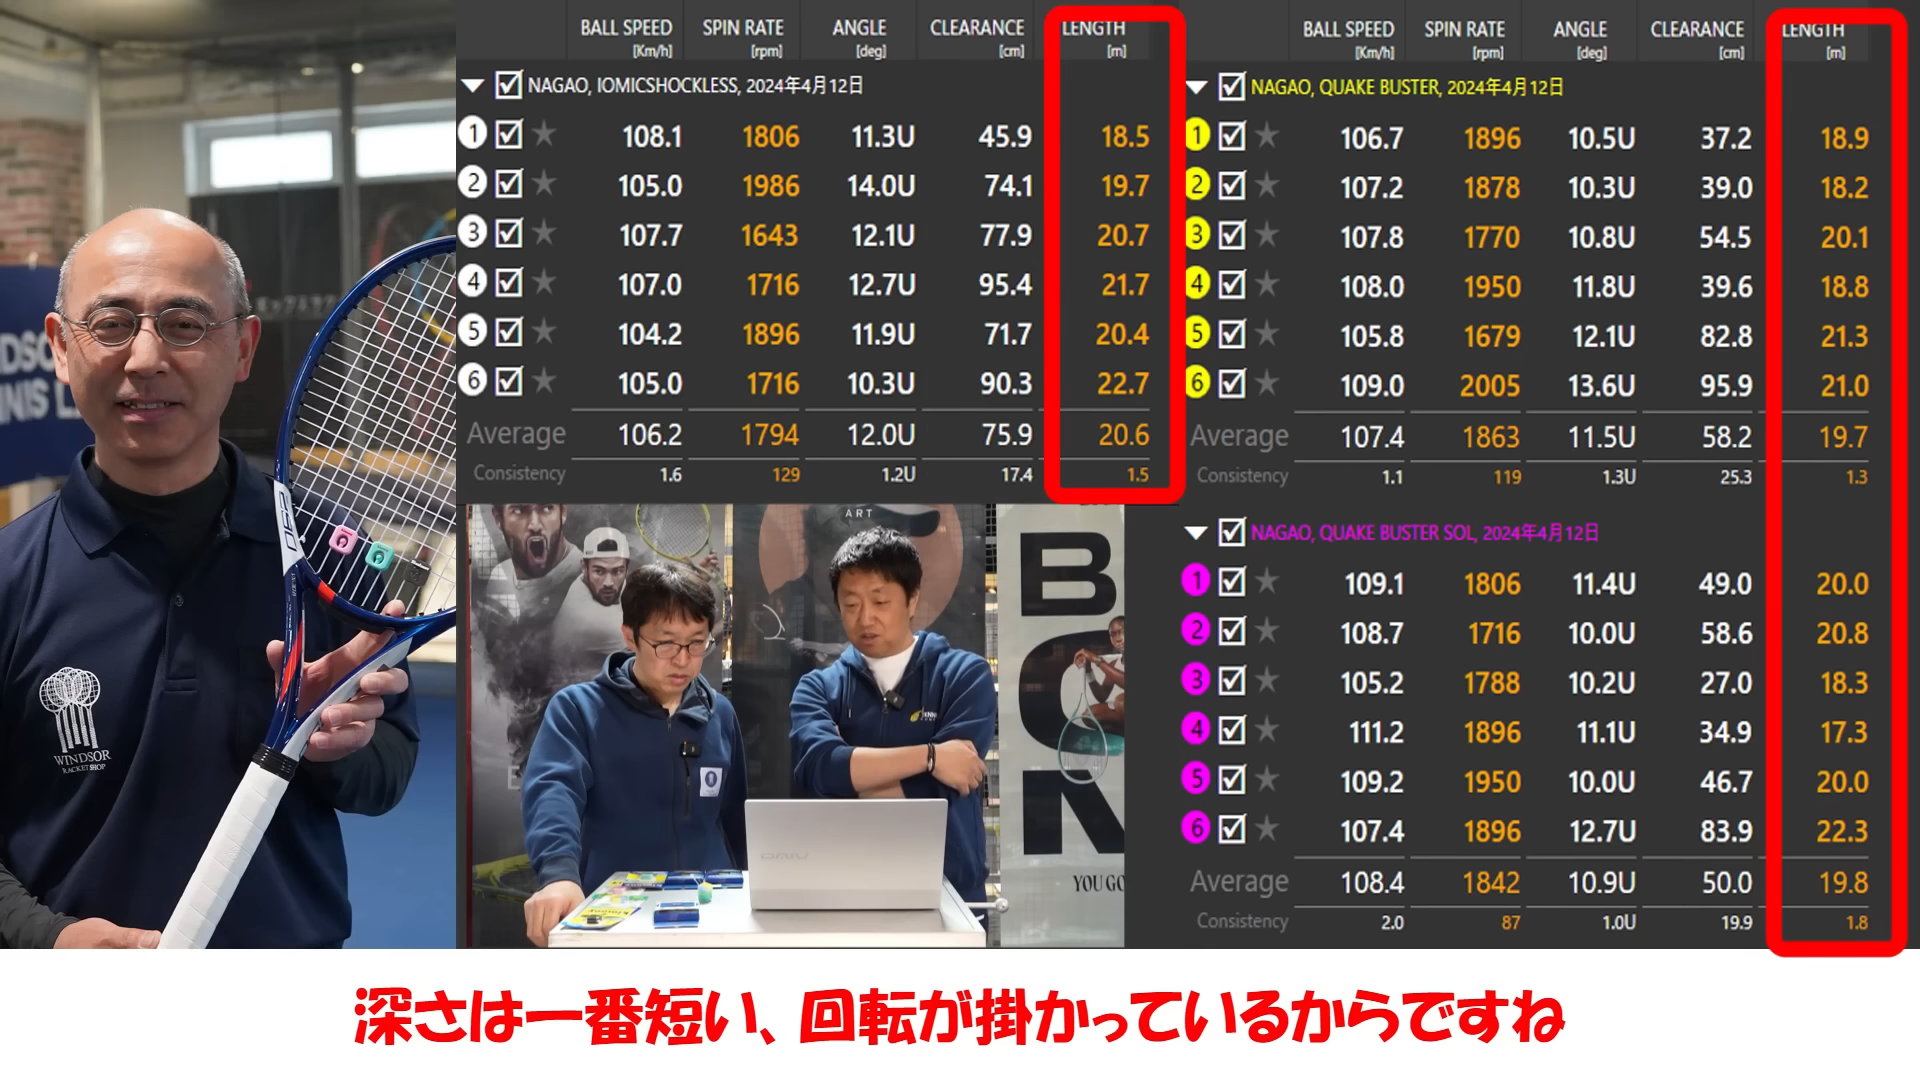 BALL SPEED SPIN RATE ANGLE CLEARANCE LENGTH
[Km/h] [rpm] [deg] [cm] [m]
NAGAO, IOMICSHOCKLESS, 2024年4月12日
1 108.1 1806 11.3U 45.9 18.5
2 105.0 1986 14.0U 74.1 19.7
3 107.7 1643 12.1U 77.9 20.7
4 107.0 1716 12.7U 95.4 21.7
5 104.2 1896 11.9U 71.7 20.4
6 105.0 1716 10.3U 90.3 22.7
Average 106.2 1794 12.0U 75.9 20.6
Consistency 1.6 129 1.2U 17.4 1.5
BALL SPEED SPIN RATE ANGLE CLEARANCE LENGTH
[Km/h] [rpm] [deg] [cm] [m]
NAGAO, QUAKE BUSTER, 2024年4月12日
1 106.7 1896 10.5U 37.2 18.9
2 107.2 1878 10.3U 39.0 18.2
3 107.8 1770 10.8U 54.5 20.1
4 108.0 1950 11.8U 39.6 18.8
5 105.8 1679 12.1U 82.8 21.3
6 109.0 2005 13.6U 95.9 21.0
Average 107.4 1863 11.5U 58.2 19.7
Consistency 1.1 119 1.3U 25.3 1.3
NAGAO, QUAKE BUSTER SOL, 2024年4月12日
1 109.1 1806 11.4U 49.0 20.0
2 108.7 1716 10.0U 58.6 20.8
3 105.2 1788 10.2U 27.0 18.3
4 111.2 1896 11.1U 34.9 17.3
5 109.2 1950 10.0U 46.7 20.0
6 107.4 1896 12.7U 83.9 22.3
Average 108.4 1842 10.9U 50.0 19.8
Consistency 2.0 87 1.0U 19.9 1.8
WINDSOR
RACKET SHOP
ART
YOU GO
深さは一番短い、回転が掛かっているからですね